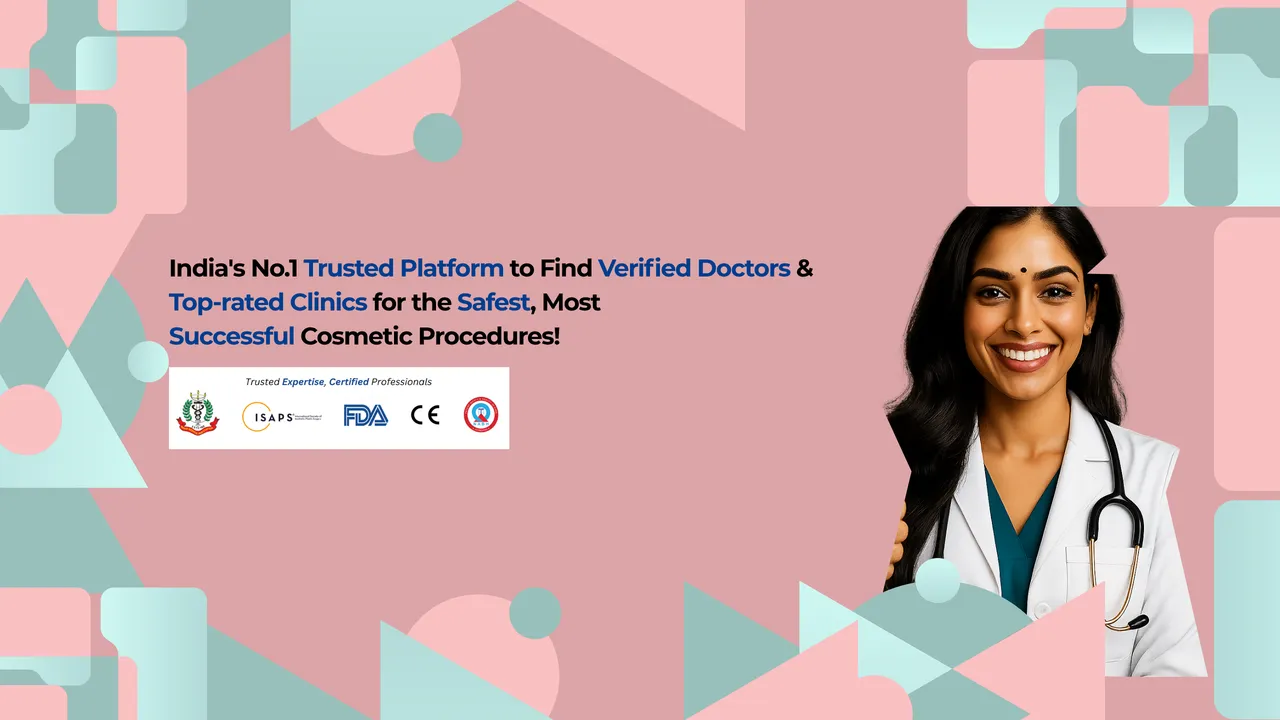 India's No.1 Trusted Platform to Find Verified Doctors &
Top-rated Clinics for the Safest, Most
Successful Cosmetic Procedures!
Trusted Expertise, Certified Professionals
ISAPS
FDA
CE